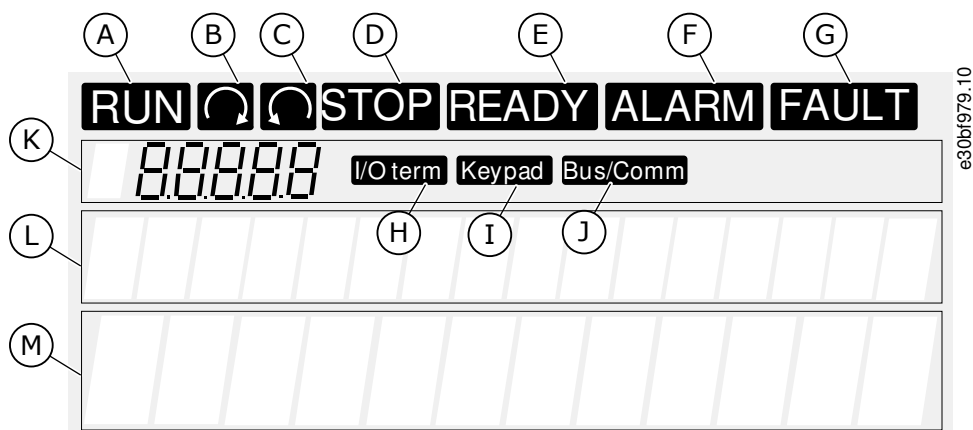 A B C D E F G
RUN STOP READY ALARM FAULT
K
8.8.8.8.8 I/O term Keypad Bus/Comm
H I J
L
M
e30bf979.10